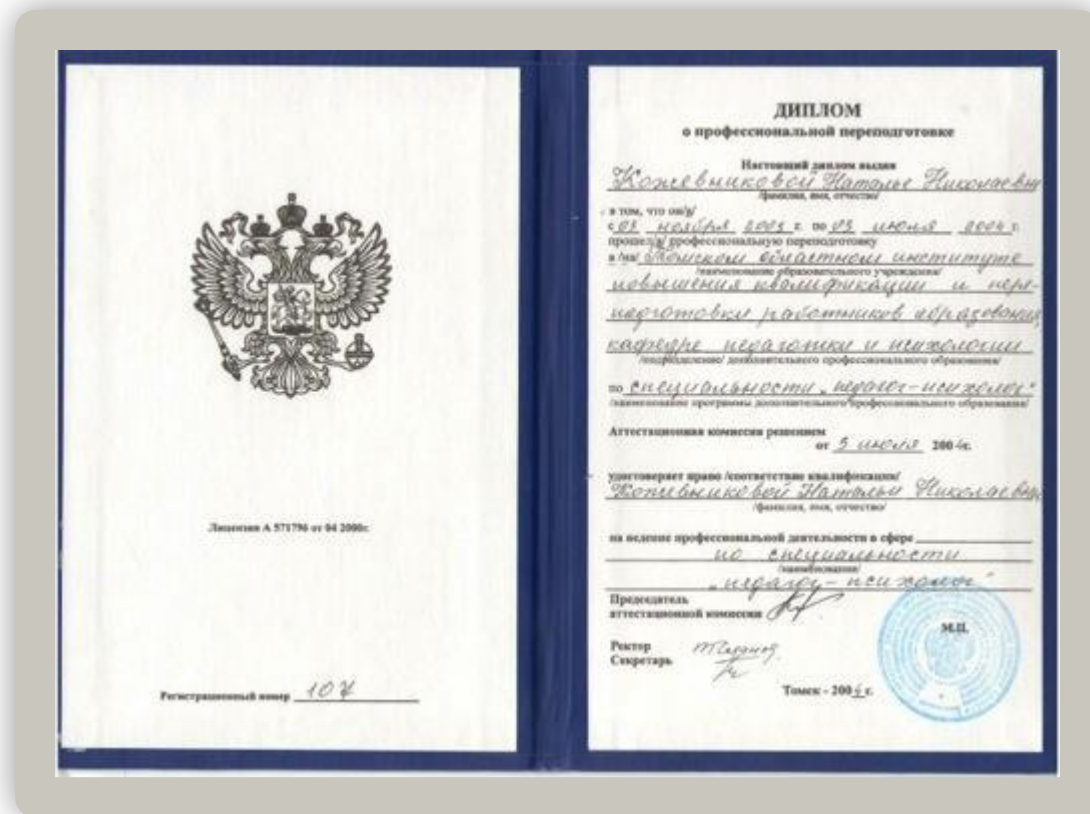 Лицензия А 571796 от 04 2000г.
Регистрационный номер 107
ДИПЛОМ
о профессиональной переподготовке
Настоящий диплом выдан
Кожевниковой Наталье Николаевне
/фамилия, имя, отчество/
в том, что он/а/
с 03 ноября 2003 г. по 03 июля 2004 г.
прошел/а/ профессиональную переподготовку
в /на/ Томском областном институте
/наименование образовательного учреждения/
повышения квалификации и пере-
подготовки работников образования,
кафедре педагогики и психологии
/подразделение/ дополнительного профессионального образования/
по специальности „педагог-психолог"
/наименование программы дополнительного профессионального образования/
Аттестационная комиссия решением
от 3 июля 2004г.
удостоверяет право /соответствие квалификации/
Кожевниковой Натальи Николаевны
/фамилия, имя, отчество/
на ведение профессиональной деятельности в сфере
по специальности
/наименование/
„педагог-психолог"
Председатель
аттестационной комиссии
М.П.
Ректор
Секретарь
Томск - 2004 г.